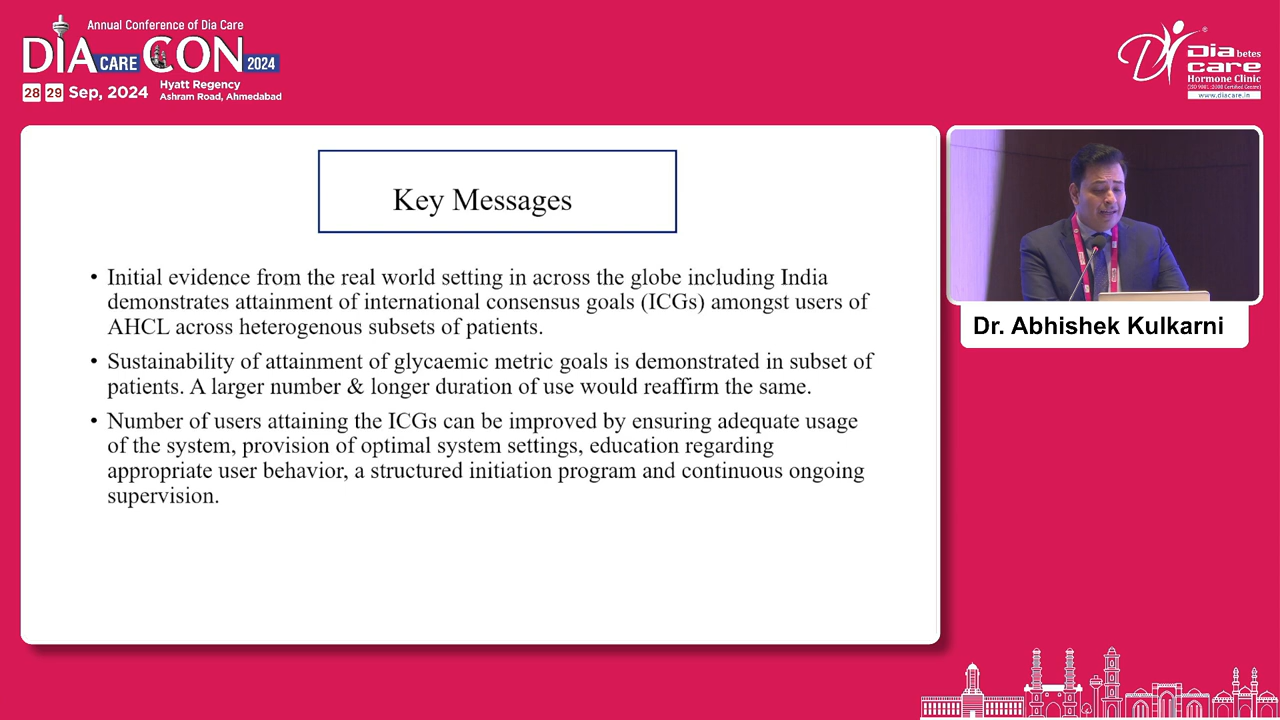 Annual Conference of Dia Care
DIA CARE CON 2024
28 29 Sep, 2024
Hyatt Regency
Ashram Road, Ahmedabad
Diabetes
care
Hormone Clinic
(ISO 9001:2008 Certified Centre)
www.diacare.in
Key Messages
• Initial evidence from the real world setting in across the globe including India
demonstrates attainment of international consensus goals (ICGs) amongst users of
AHCL across heterogenous subsets of patients.
• Sustainability of attainment of glycaemic metric goals is demonstrated in subset of
patients. A larger number & longer duration of use would reaffirm the same.
• Number of users attaining the ICGs can be improved by ensuring adequate usage
of the system, provision of optimal system settings, education regarding
appropriate user behavior, a structured initiation program and continuous ongoing
supervision.
Dr. Abhishek Kulkarni